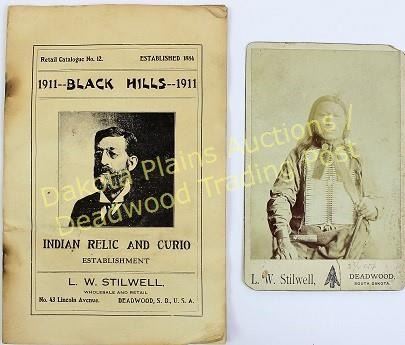 Retail Catalogue No. 12. ESTABLISHED 1884
1911--BLACK HILLS--1911
INDIAN RELIC AND CURIO
ESTABLISHMENT
L. W. STILWELL,
WHOLESALE AND RETAIL
No. 43 Lincoln Avenue. DEADWOOD, S. D., U. S. A.
L. W. Stilwell, DEADWOOD,
SOUTH DAKOTA.
Dakota Plains Auctions /
Deadwood Trading Post